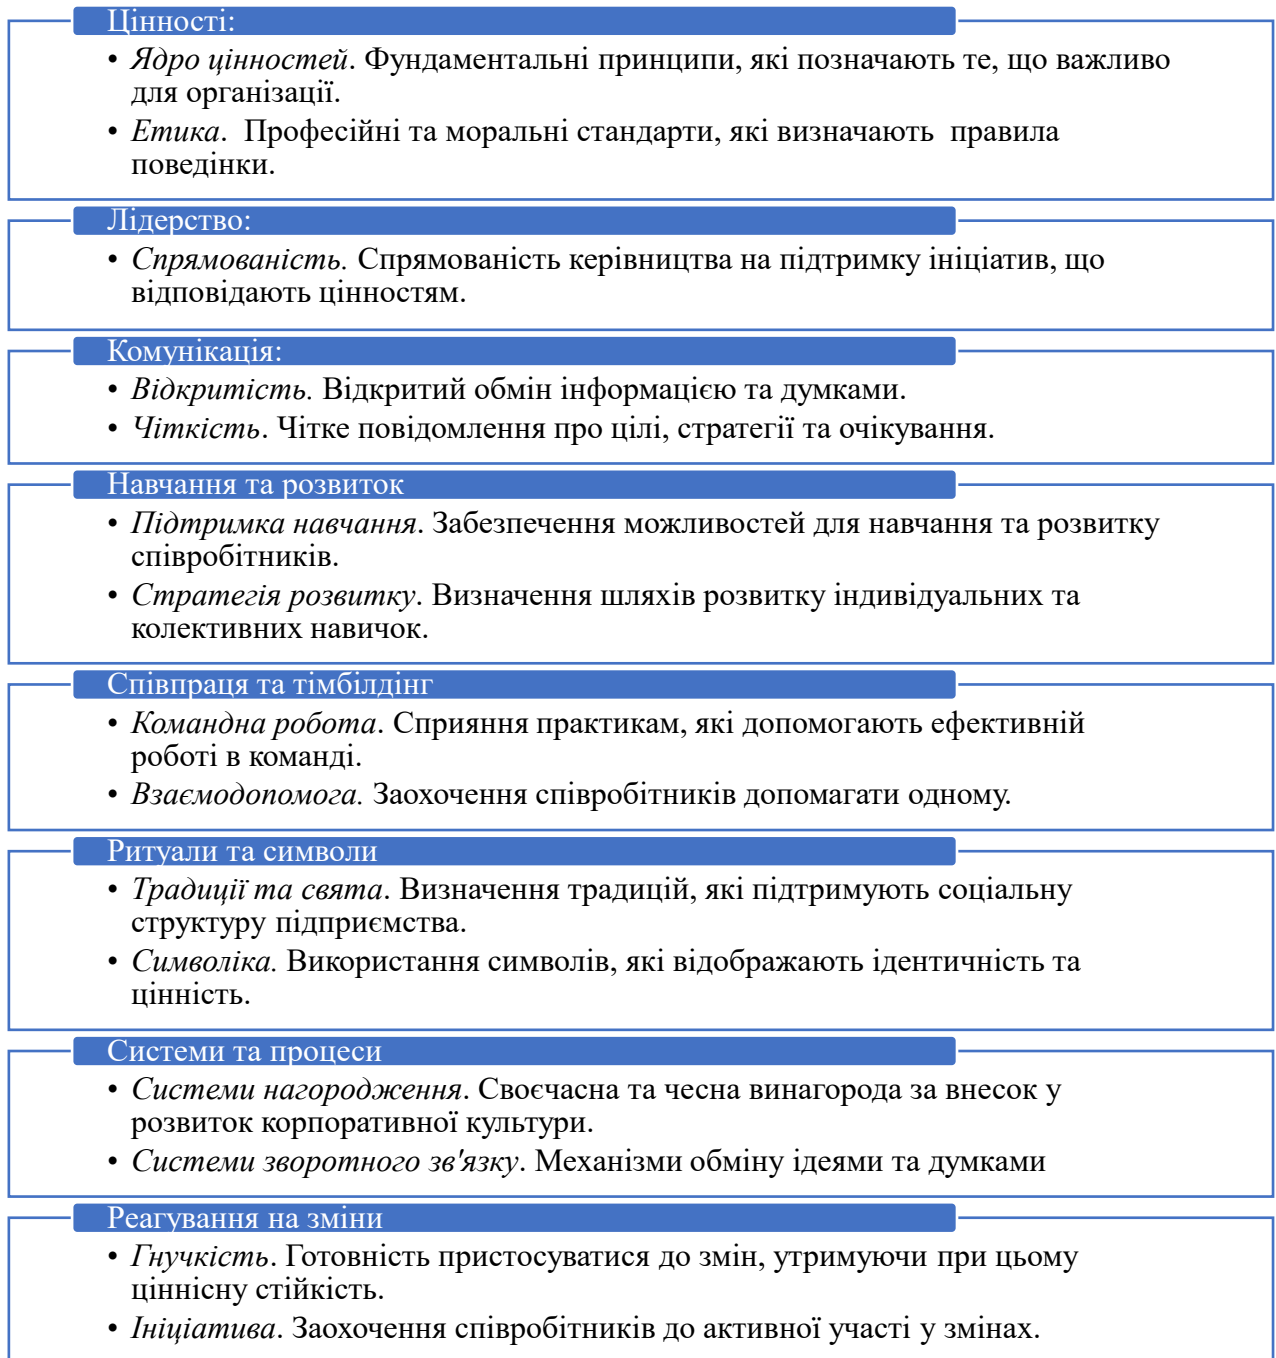 Цінності:
• Ядро цінностей. Фундаментальні принципи, які позначають те, що важливо
для організації.
• Етика.  Професійні та моральні стандарти, які визначають  правила
поведінки.
Лідерство:
• Спрямованість. Спрямованість керівництва на підтримку ініціатив, що
відповідають цінностям.
Комунікація:
• Відкритість. Відкритий обмін інформацією та думками.
• Чіткість. Чітке повідомлення про цілі, стратегії та очікування.
Навчання та розвиток
• Підтримка навчання. Забезпечення можливостей для навчання та розвитку
співробітників.
• Стратегія розвитку. Визначення шляхів розвитку індивідуальних та
колективних навичок.
Співпраця та тімбілдінг
• Командна робота. Сприяння практикам, які допомогають ефективній
роботі в команді.
• Взаємодопомога. Заохочення співробітників допомагати одному.
Ритуали та символи
• Традиції та свята. Визначення традицій, які підтримують соціальну
структуру підприємства.
• Символіка. Використання символів, які відображають ідентичність та
цінність.
Системи та процеси
• Системи нагородження. Своєчасна та чесна винагорода за внесок у
розвиток корпоративної культури.
• Системи зворотного зв'язку. Механізми обміну ідеями та думками
Реагування на зміни
• Гнучкість. Готовність пристосуватися до змін, утримуючи при цьому
ціннісну стійкість.
• Ініціатива. Заохочення співробітників до активної участі у змінах.